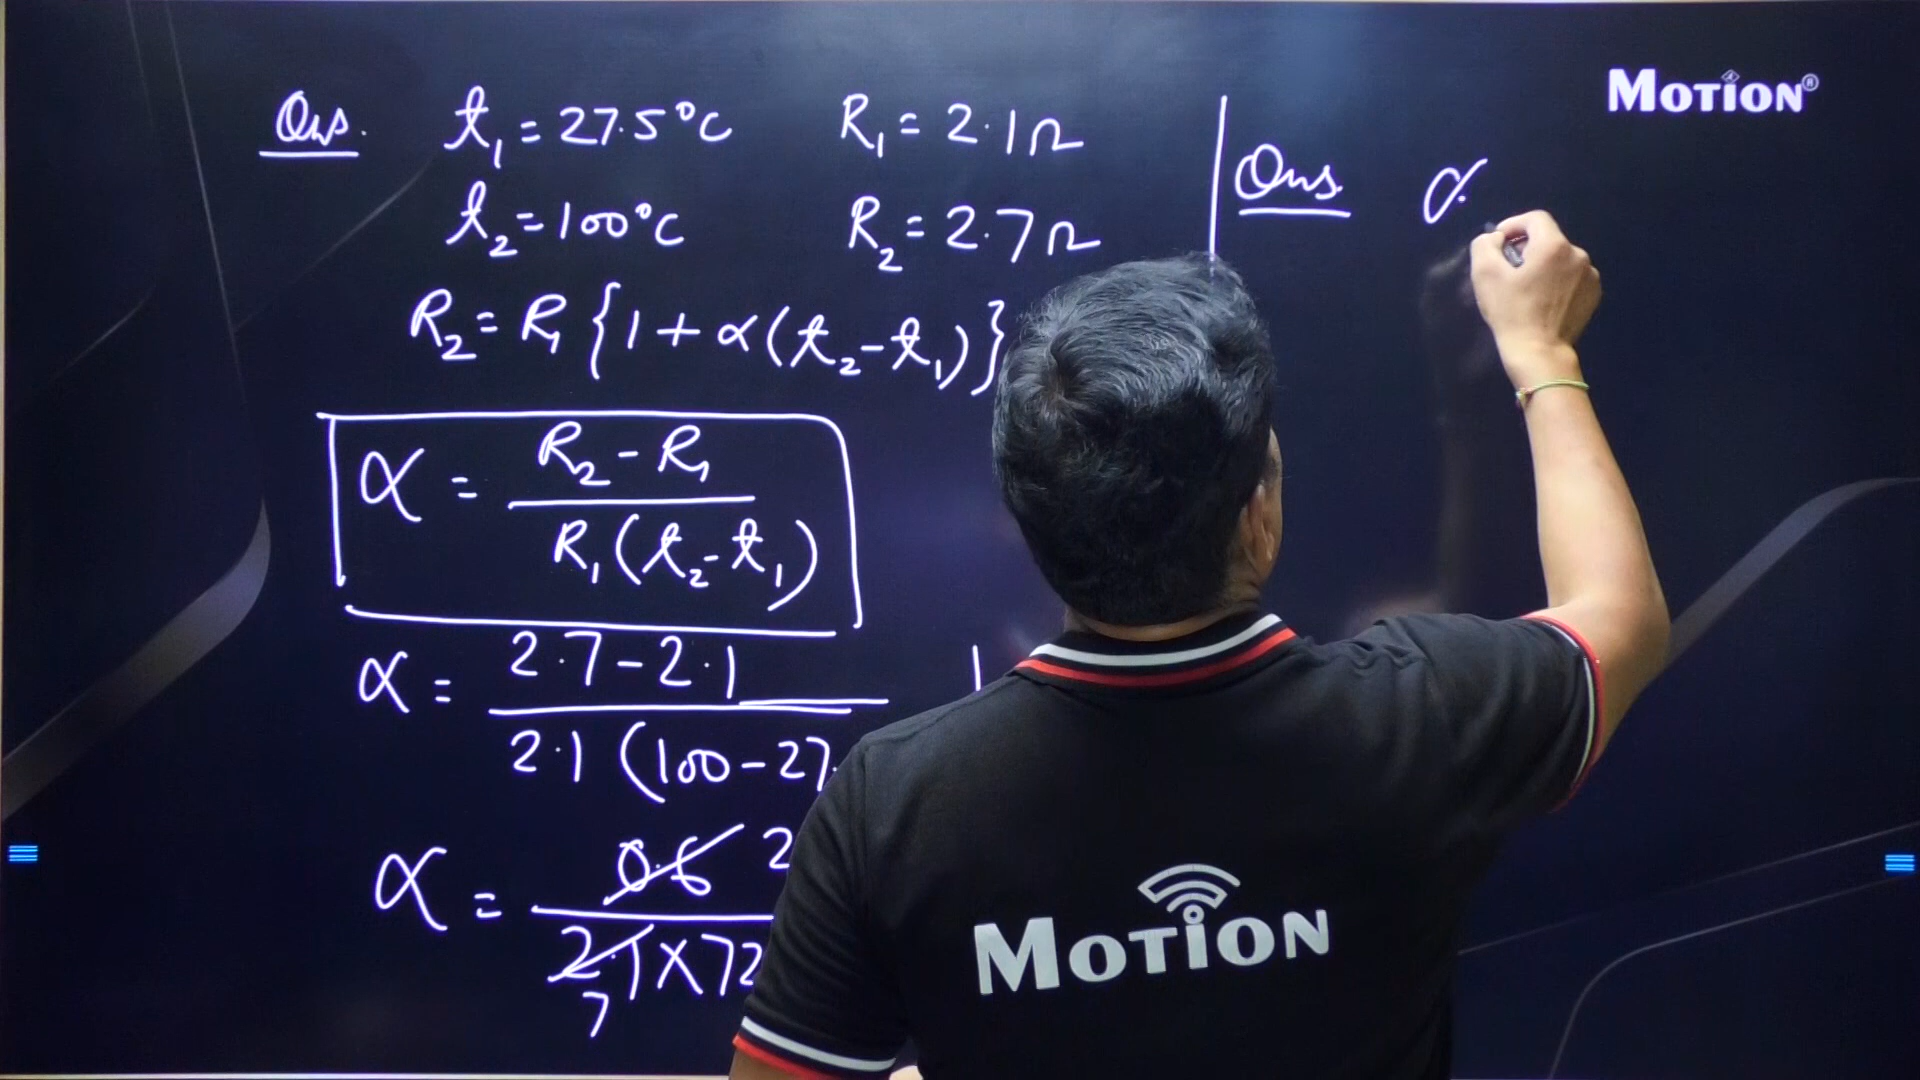 Ques. t₁ = 27.5°C R₁ = 2.1Ω
t₂ = 100°C R₂ = 2.7Ω
R₂ = R₁ {1 + α(t₂ - t₁)}
α = R₂ - R₁
R₁(t₂ - t₁)
α = 2.7 - 2.1
2.1 (100 - 27.
α = 0.6 2
2.1 × 72
7
Ques. α
MOTION®
MOTION